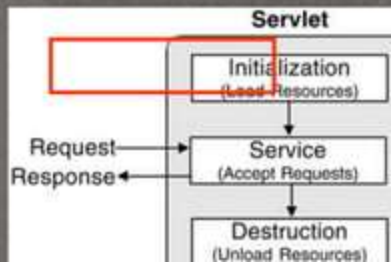 Servlet
Initialization
(Load Resources)
Request
Response
Service
(Accept Requests)
Destruction
(Unload Resources)